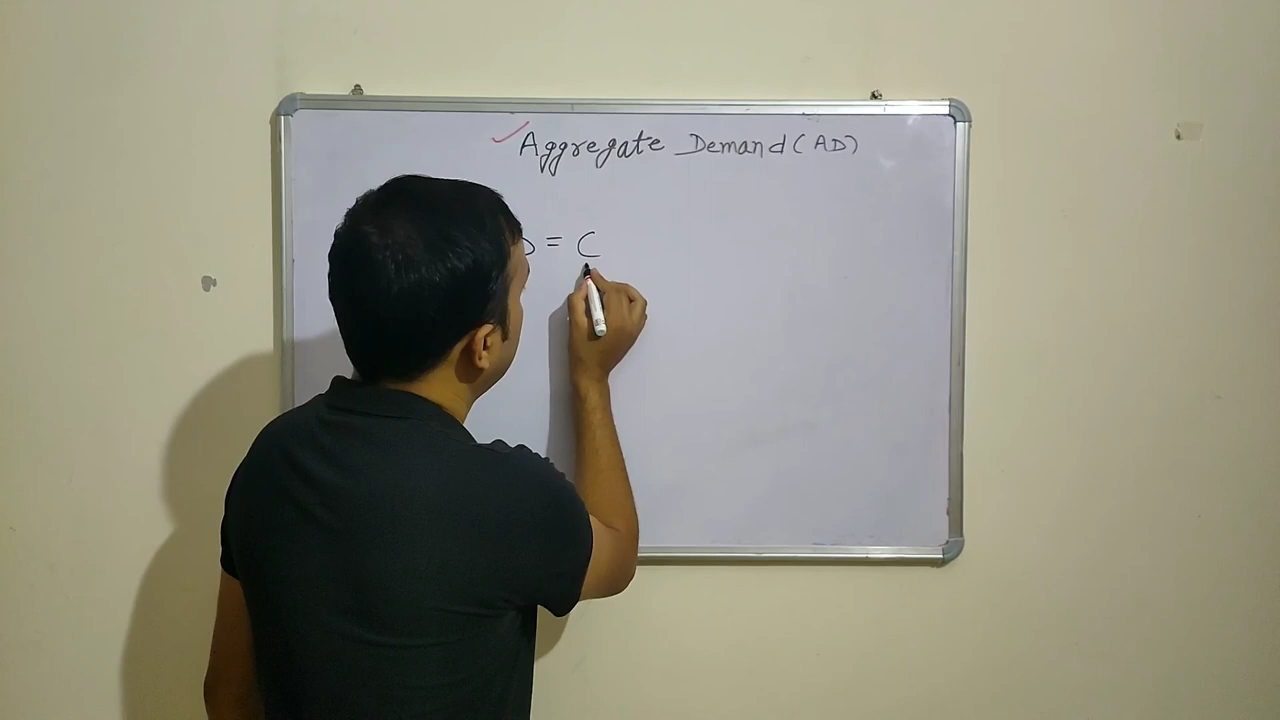 Aggregate Demand (AD)
D = C